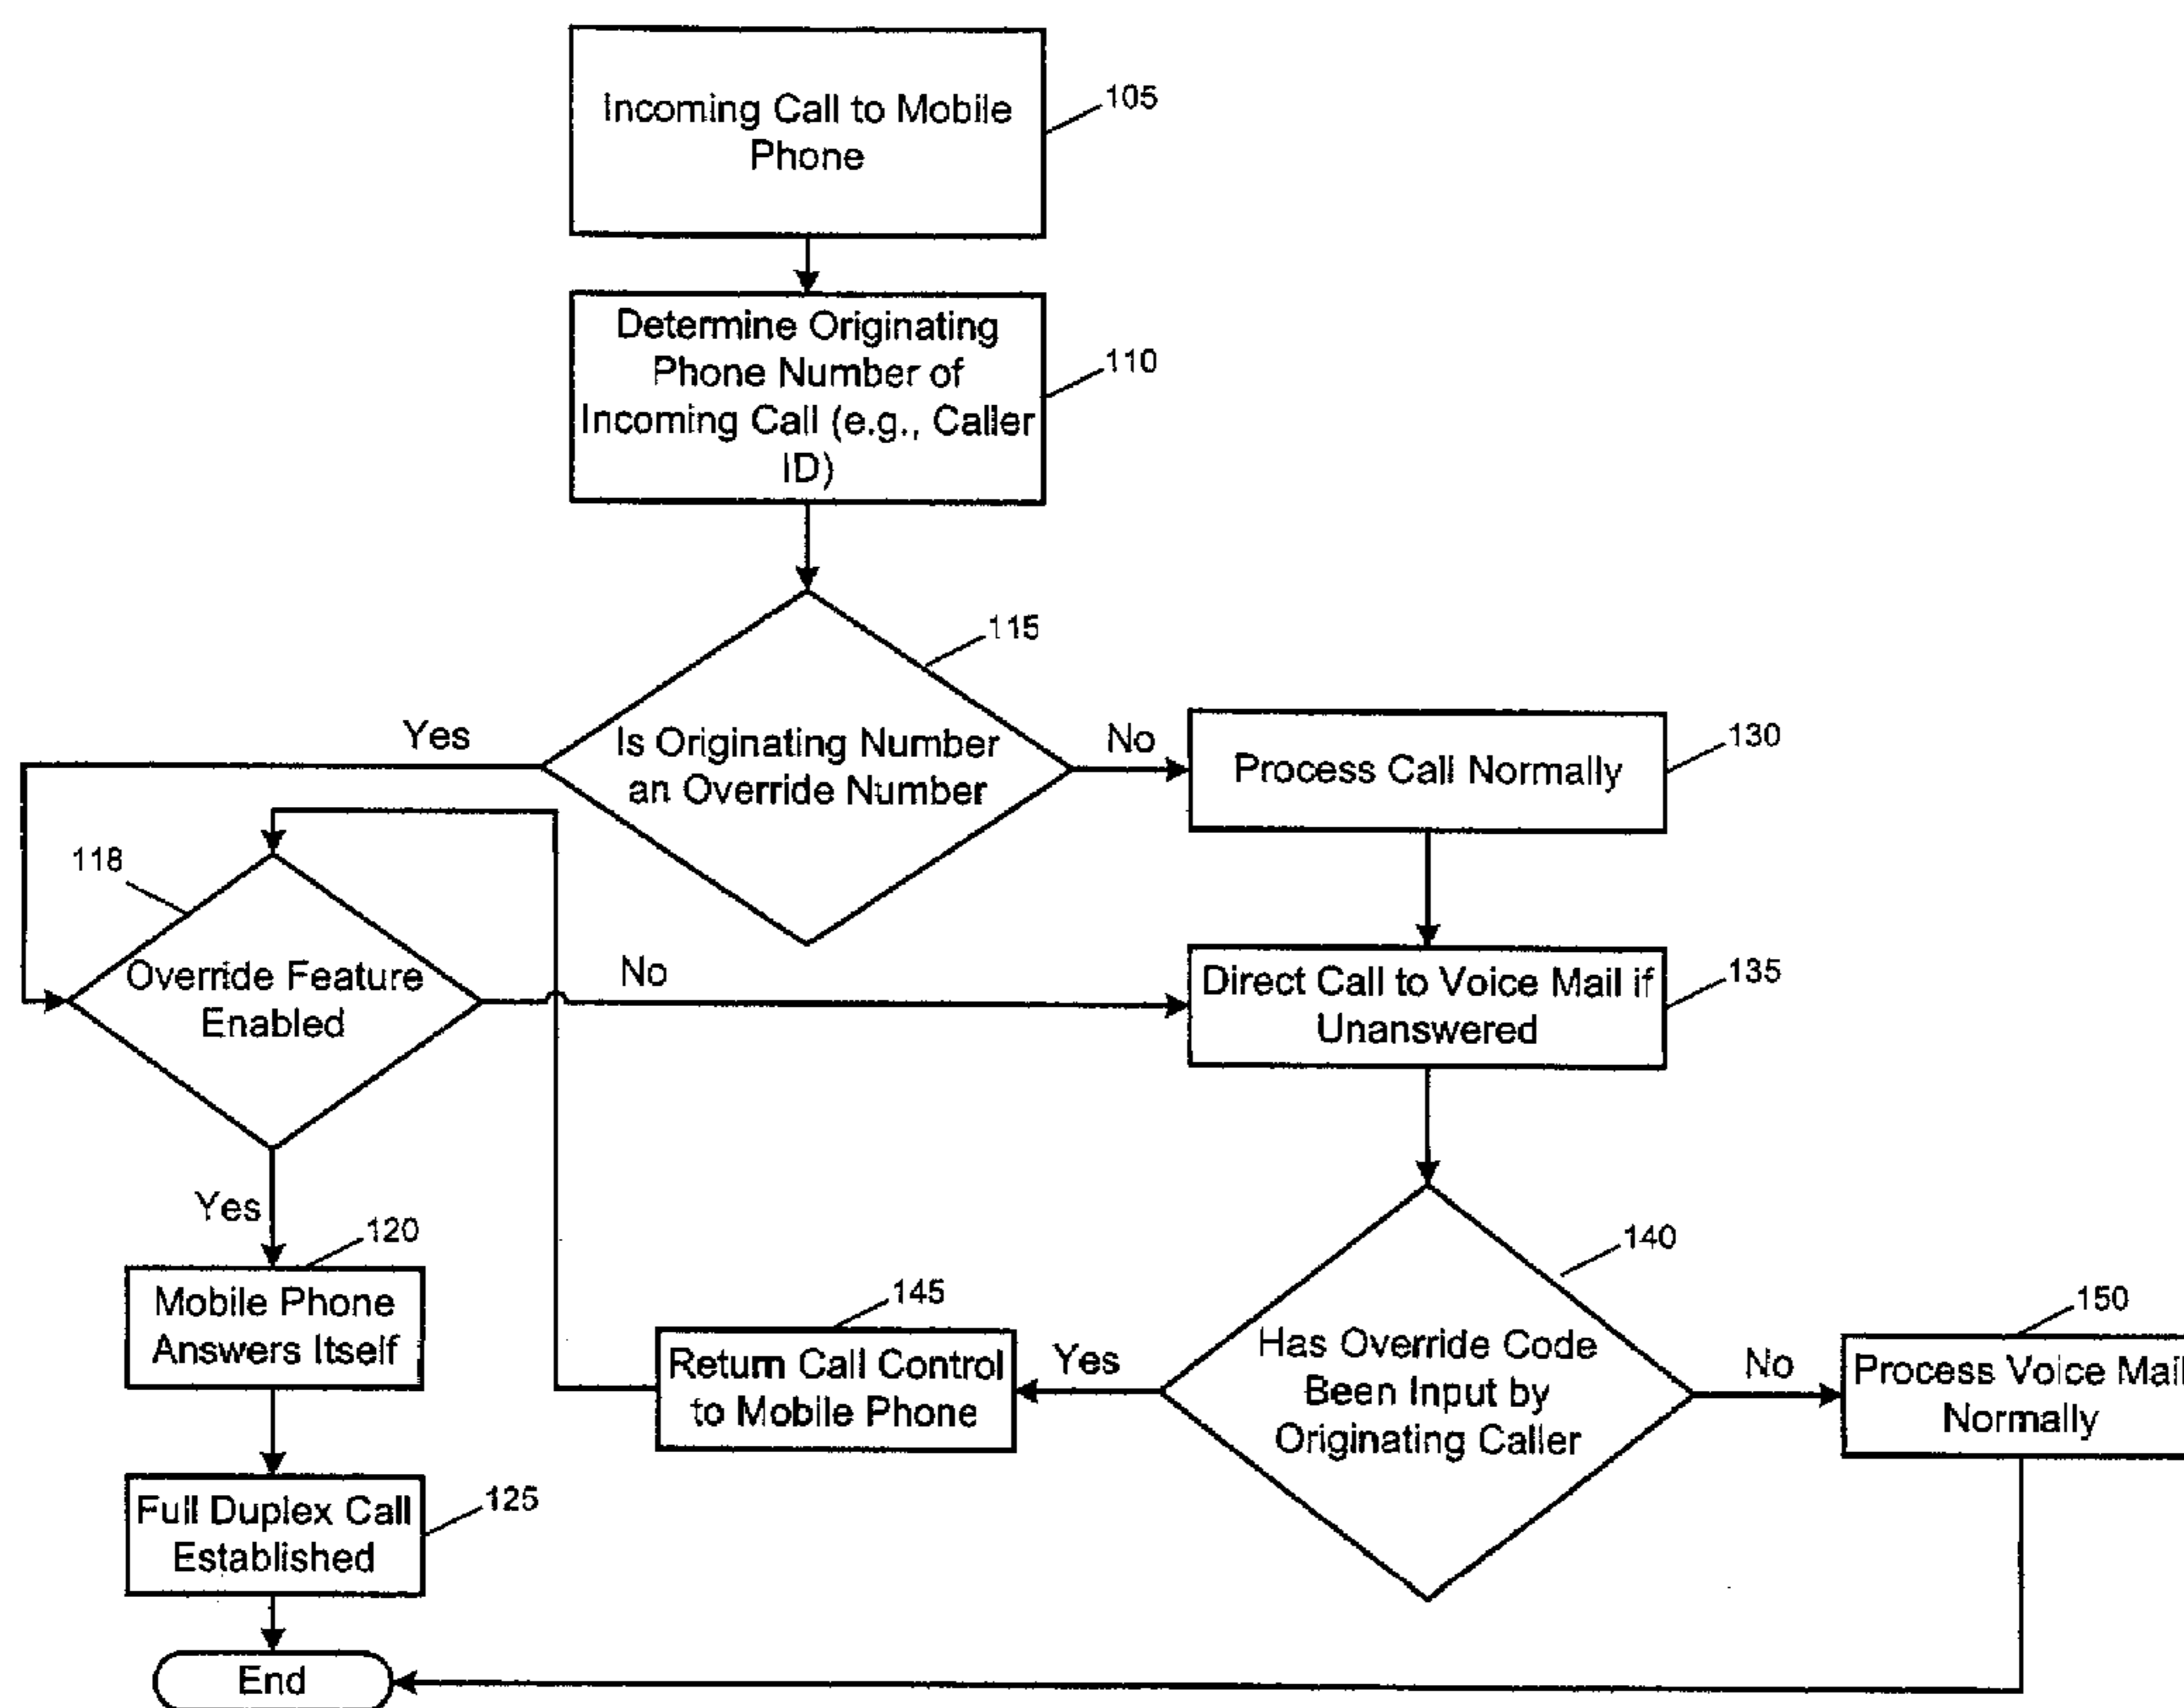 Incoming Call to Mobile
Phone
105
Determine Originating
Phone Number of
Incoming Call (e.g., Caller
ID)
110
115
Is Originating Number
an Override Number
Yes
No
Process Call Normally
130
118
Override Feature
Enabled
No
Direct Call to Voice Mail if
Unanswered
135
Yes
120
Mobile Phone
Answers Itself
145
Return Call Control
to Mobile Phone
Yes
140
Has Override Code
Been Input by
Originating Caller
No
150
Process Voice Mail
Normally
Full Duplex Call
Established
125
End